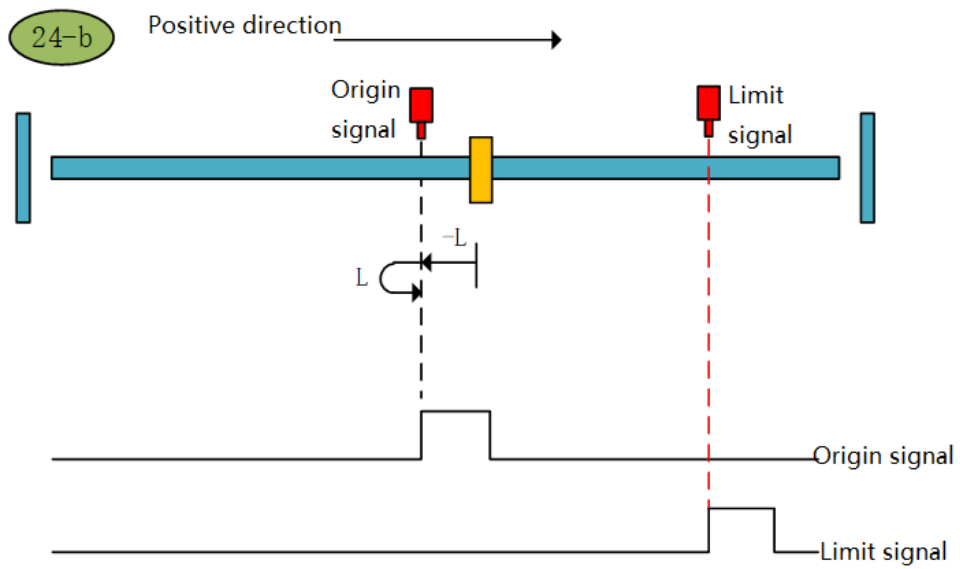 24-b
Positive direction
Origin
signal
Limit
signal
-L
L
Origin signal
Limit signal